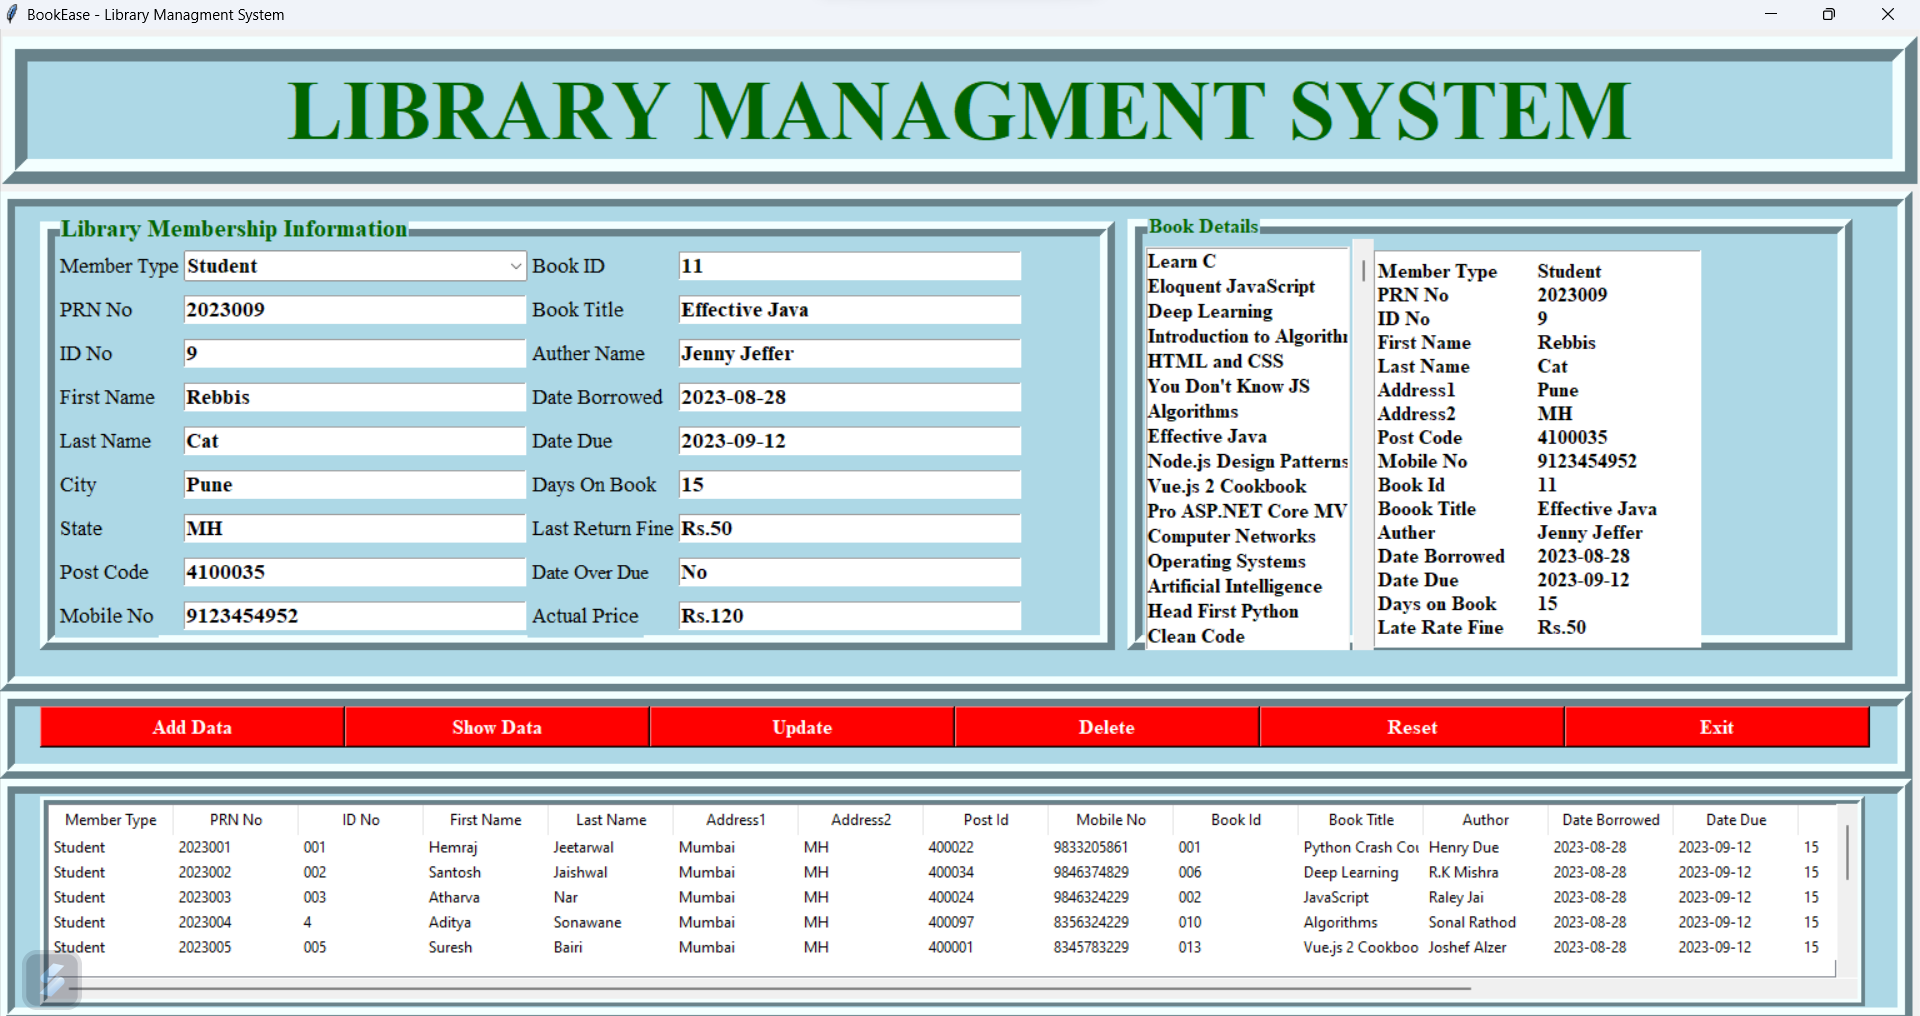 BookEase - Library Managment System
LIBRARY MANAGMENT SYSTEM
Library Membership Information
Member Type Student Book ID 11
PRN No 2023009 Book Title Effective Java
ID No 9 Auther Name Jenny Jeffer
First Name Rebbis Date Borrowed 2023-08-28
Last Name Cat Date Due 2023-09-12
City Pune Days On Book 15
State MH Last Return Fine Rs.50
Post Code 4100035 Date Over Due No
Mobile No 9123454952 Actual Price Rs.120
Book Details
Learn C
Eloquent JavaScript
Deep Learning
Introduction to Algorith
HTML and CSS
You Don't Know JS
Algorithms
Effective Java
Node.js Design Patterns
Vue.js 2 Cookbook
Pro ASP.NET Core MV
Computer Networks
Operating Systems
Artificial Intelligence
Head First Python
Clean Code
Member Type Student
PRN No 2023009
ID No 9
First Name Rebbis
Last Name Cat
Address1 Pune
Address2 MH
Post Code 4100035
Mobile No 9123454952
Book Id 11
Boook Title Effective Java
Auther Jenny Jeffer
Date Borrowed 2023-08-28
Date Due 2023-09-12
Days on Book 15
Late Rate Fine Rs.50
Add Data Show Data Update Delete Reset Exit
Member Type PRN No ID No First Name Last Name Address1 Address2 Post Id Mobile No Book Id Book Title Author Date Borrowed Date Due
Student 2023001 001 Hemraj Jeetarwal Mumbai MH 400022 9833205861 001 Python Crash Cou Henry Due 2023-08-28 2023-09-12 15
Student 2023002 002 Santosh Jaishwal Mumbai MH 400034 9846374829 006 Deep Learning R.K Mishra 2023-08-28 2023-09-12 15
Student 2023003 003 Atharva Nar Mumbai MH 400024 9846324229 002 JavaScript Raley Jai 2023-08-28 2023-09-12 15
Student 2023004 4 Aditya Sonawane Mumbai MH 400097 8356324229 010 Algorithms Sonal Rathod 2023-08-28 2023-09-12 15
Student 2023005 005 Suresh Bairi Mumbai MH 400001 8345783229 013 Vue.js 2 Cookboo Joshef Alzer 2023-08-28 2023-09-12 15